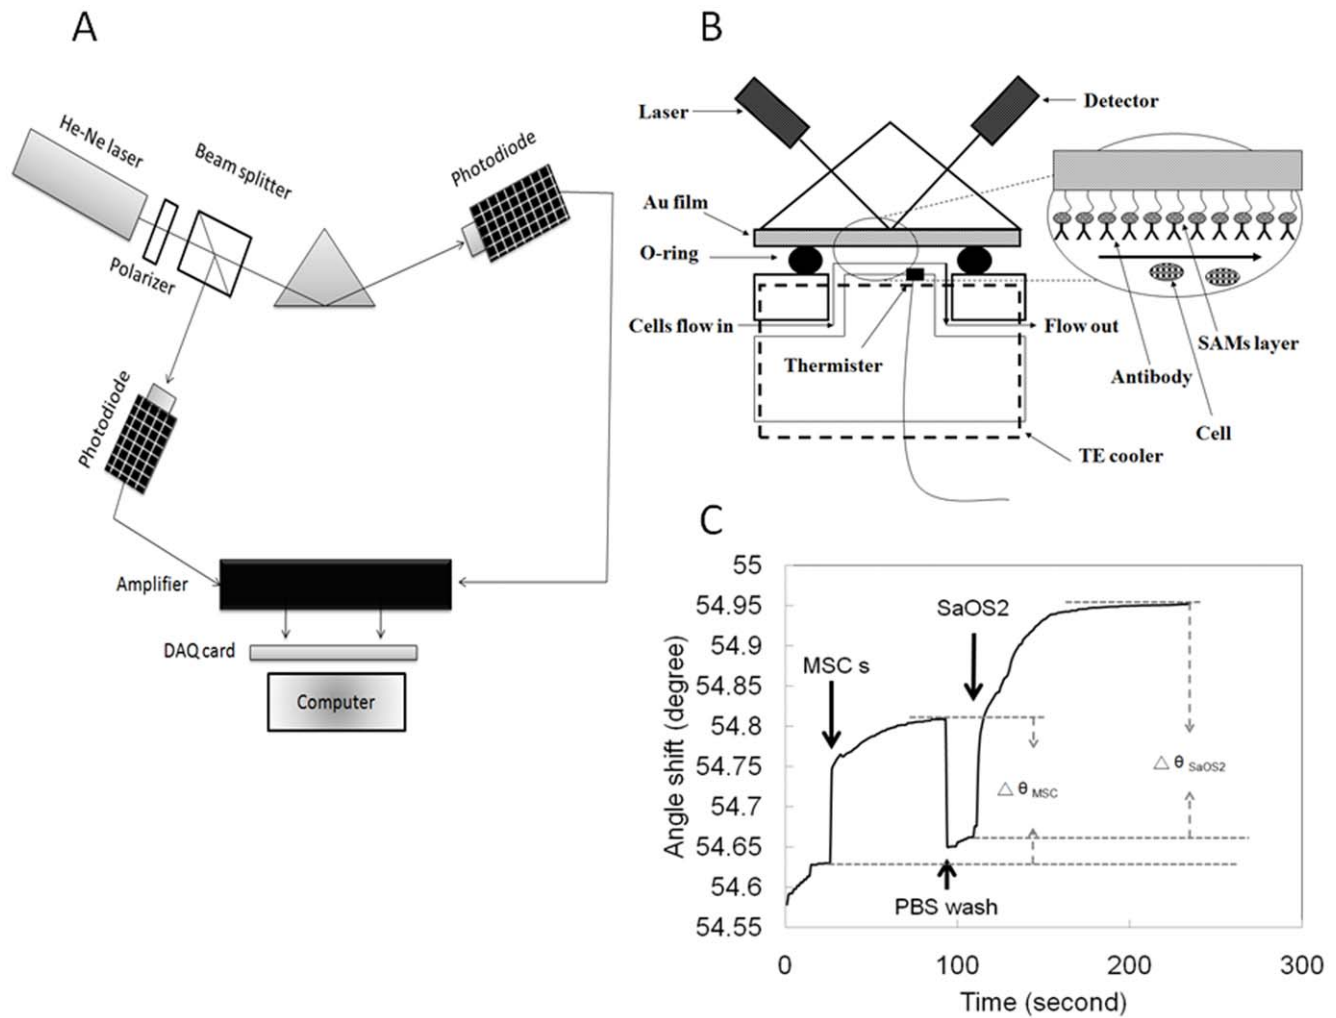 A
He-Ne laser
Polarizer
Beam splitter
Photodiode
Photodiode
Amplifier
DAQ card
Computer
B
Laser
Detector
Au film
O-ring
Cells flow in
Thermister
Flow out
SAMs layer
Antibody
Cell
TE cooler
C
Angle shift (degree)
55
54.95
54.9
54.85
54.8
54.75
54.7
54.65
54.6
54.55
MSC s
SaOS2
PBS wash
△ θ MSC
△ θ SaOS2
0 100 200 300
Time (second)